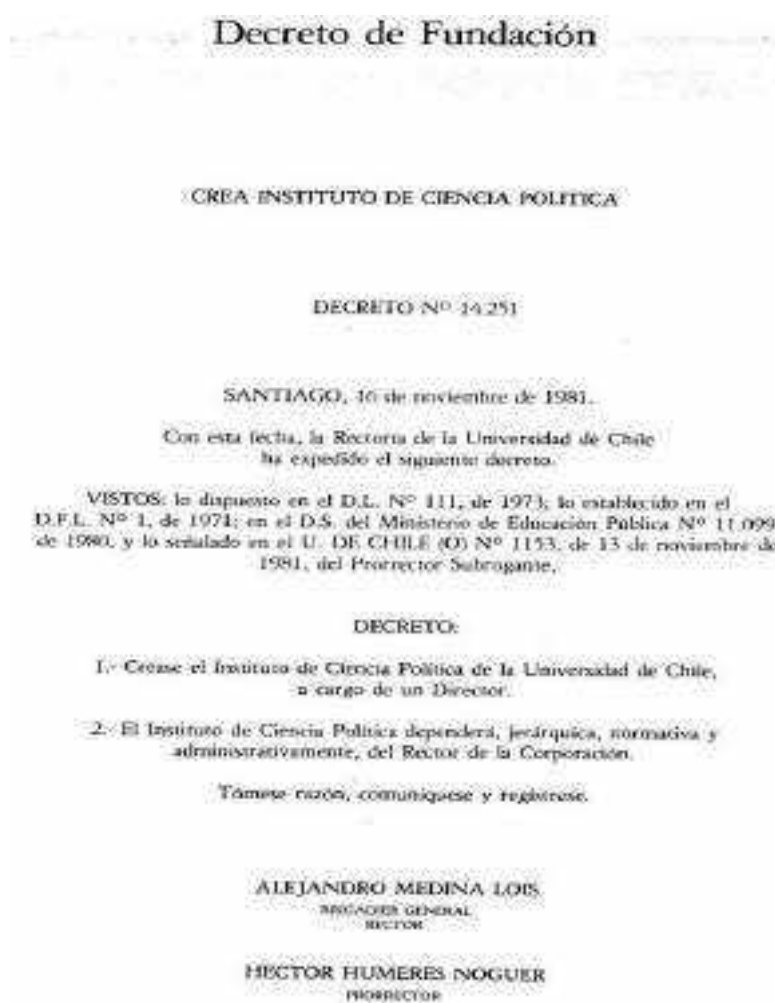 Decreto de Fundación
CREA INSTITUTO DE CIENCIA POLITICA
DECRETO Nº 14.251
SANTIAGO, 16 de noviembre de 1981.
Con esta fecha, la Rectoría de la Universidad de Chile
ha expedido el siguiente decreto.
VISTOS: lo dispuesto en el D.L. Nº 111, de 1973; lo establecido en el
D.F.L. Nº 1, de 1971; en el D.S. del Ministerio de Educación Pública Nº 11.099
de 1980, y lo señalado en el U. DE CHILE (O) Nº 1153, de 13 de noviembre de
1981, del Prorrector Subrogante,
DECRETO:
1.- Crease el Instituto de Ciencia Política de la Universidad de Chile,
a cargo de un Director.
2.- El Instituto de Ciencia Política dependerá, jerárquica, normativa y
administrativamente, del Rector de la Corporación.
Tómese razón, comuníquese y regístrese.
ALEJANDRO MEDINA LOIS
BRIGADIER GENERAL
RECTOR
HECTOR HUMERES NOGUER
PRORRECTOR